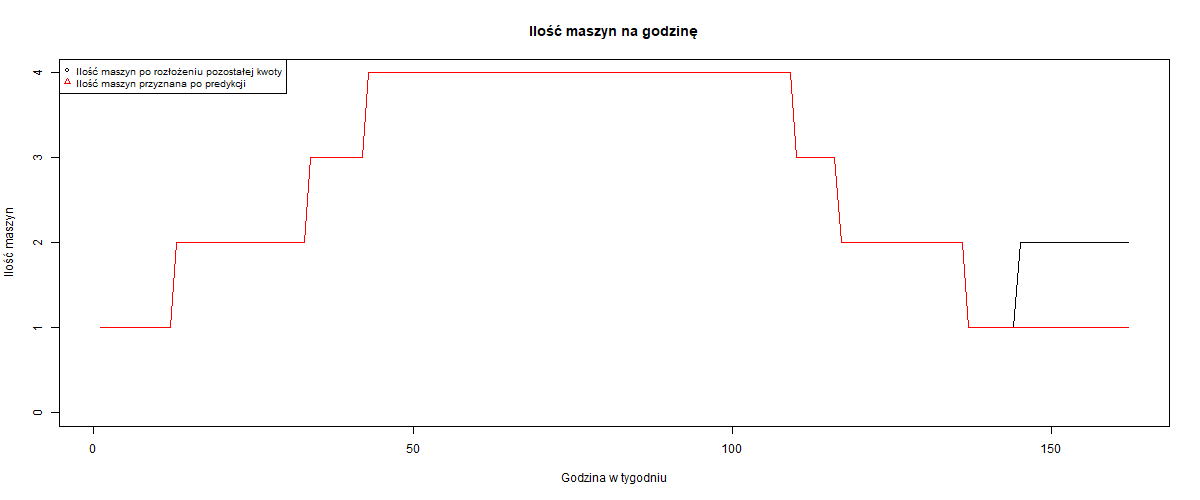 Ilość maszyn na godzinę
Ilość maszyn po rozłożeniu pozostałej kwoty
Ilość maszyn przyznana po predykcji
4
3
2
1
0
Ilość maszyn
0 50 100 150
Godzina w tygodniu